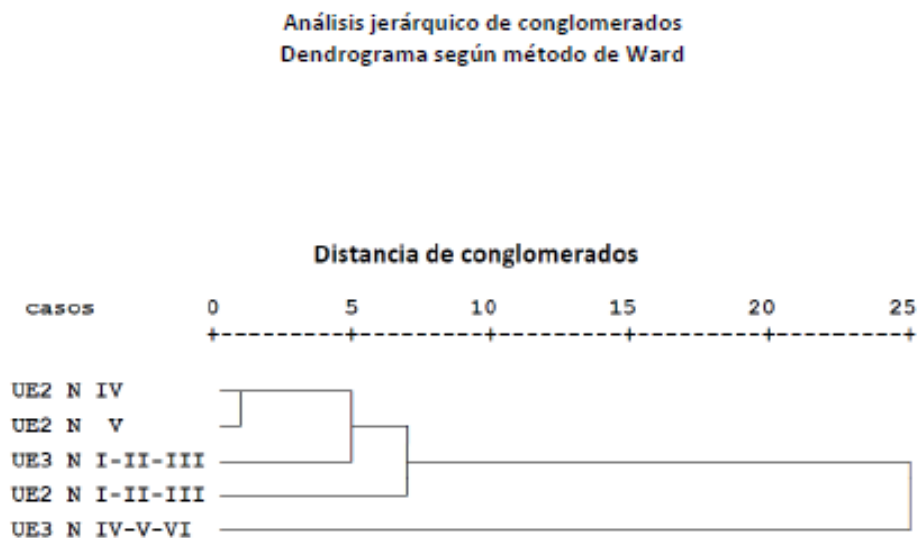 Análisis jerárquico de conglomerados
Dendrograma según método de Ward
Distancia de conglomerados
casos 0 5 10 15 20 25
+---------+---------+---------+---------+---------+
UE2 N IV
UE2 N  V
UE3 N I-II-III
UE2 N I-II-III
UE3 N IV-V-VI